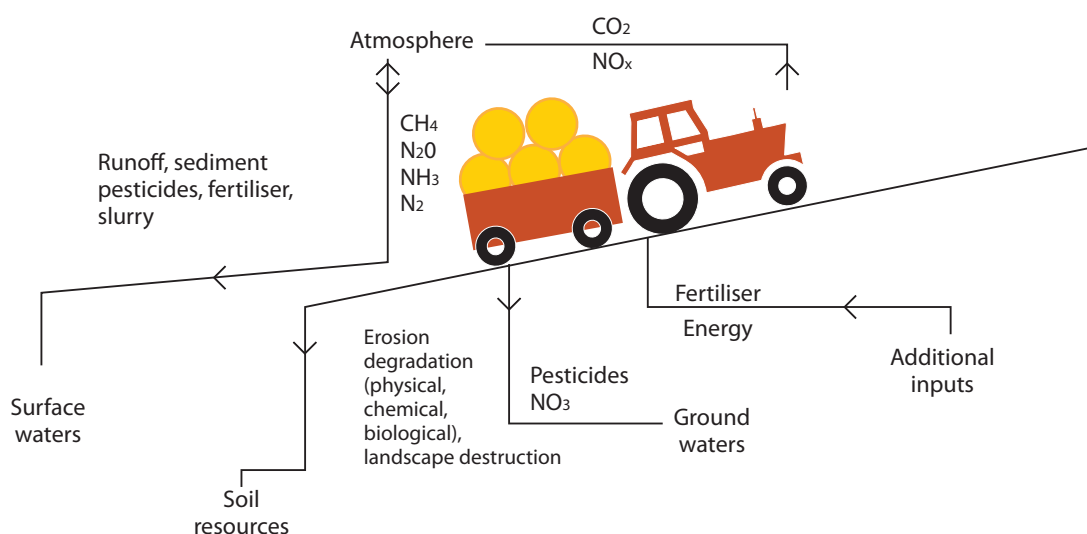 Atmosphere
CO₂
NOₓ
CH₄
N₂0
NH₃
N₂
Runoff, sediment
pesticides, fertiliser,
slurry
Fertiliser
Energy
Additional
inputs
Erosion
degradation
(physical,
chemical,
biological),
landscape destruction
Pesticides
NO₃
Ground
waters
Surface
waters
Soil
resources